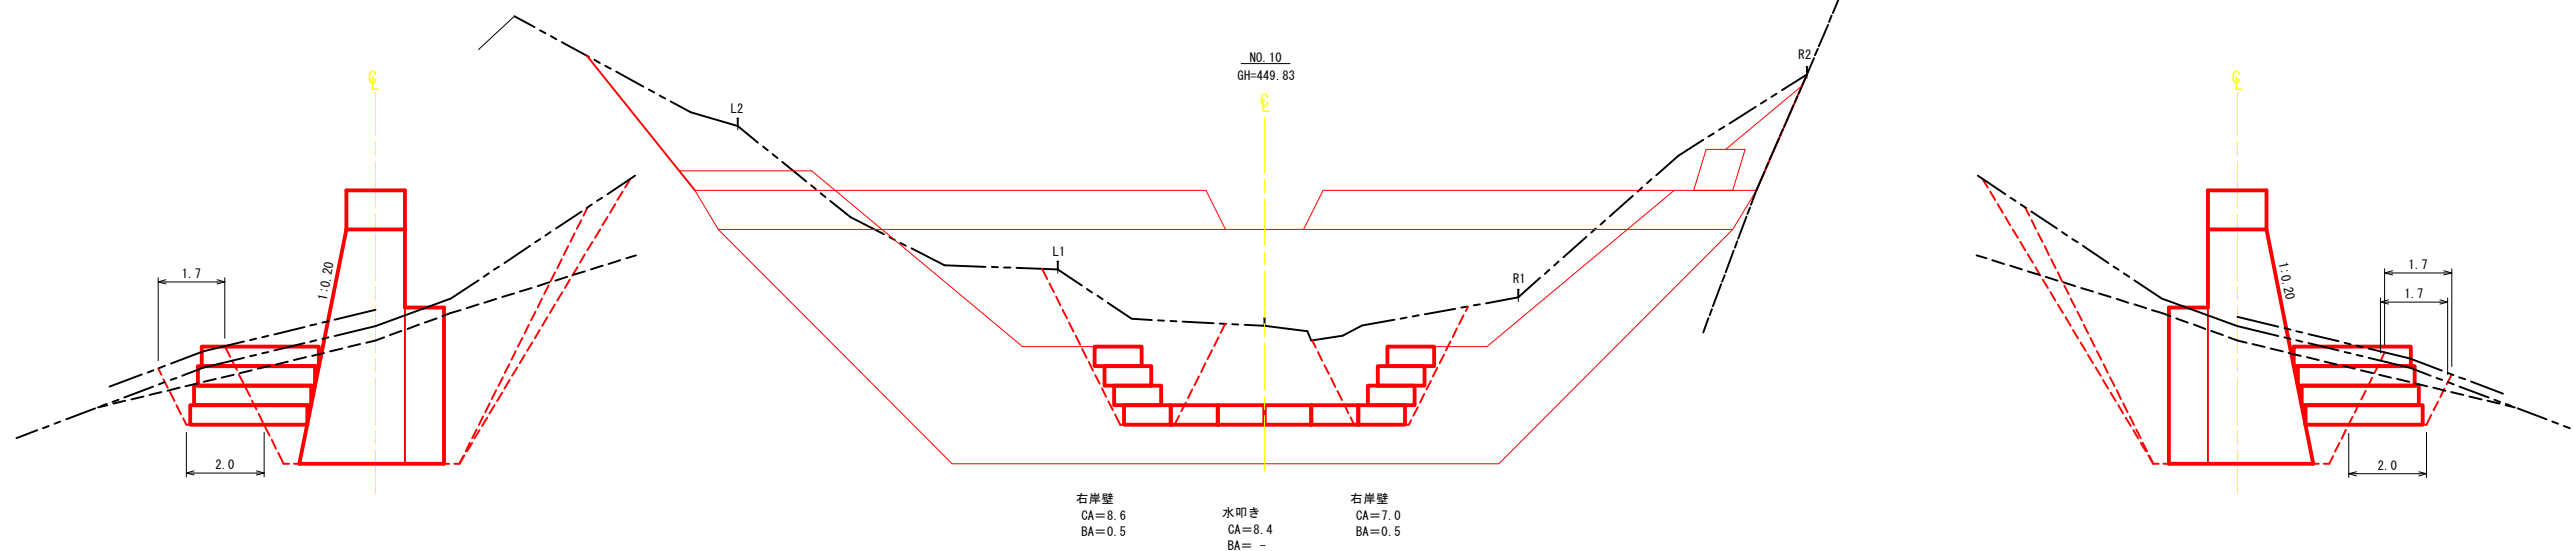 ℄
℄
℄
NO.10
GH=449.83
R2
L2
L1
R1
1.7
1:0.20
2.0
1:0.20
1.7
1.7
2.0
右岸壁
CA=8.6
BA=0.5
水叩き
CA=8.4
BA= -
右岸壁
CA=7.0
BA=0.5